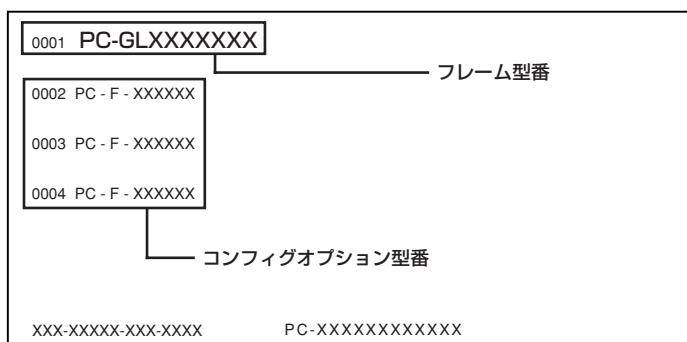 0001 PC-GLXXXXXXX
フレーム型番
0002 PC - F - XXXXXX
0003 PC - F - XXXXXX
0004 PC - F - XXXXXX
コンフィグオプション型番
XXX-XXXXX-XXX-XXXX PC-XXXXXXXXXXXX